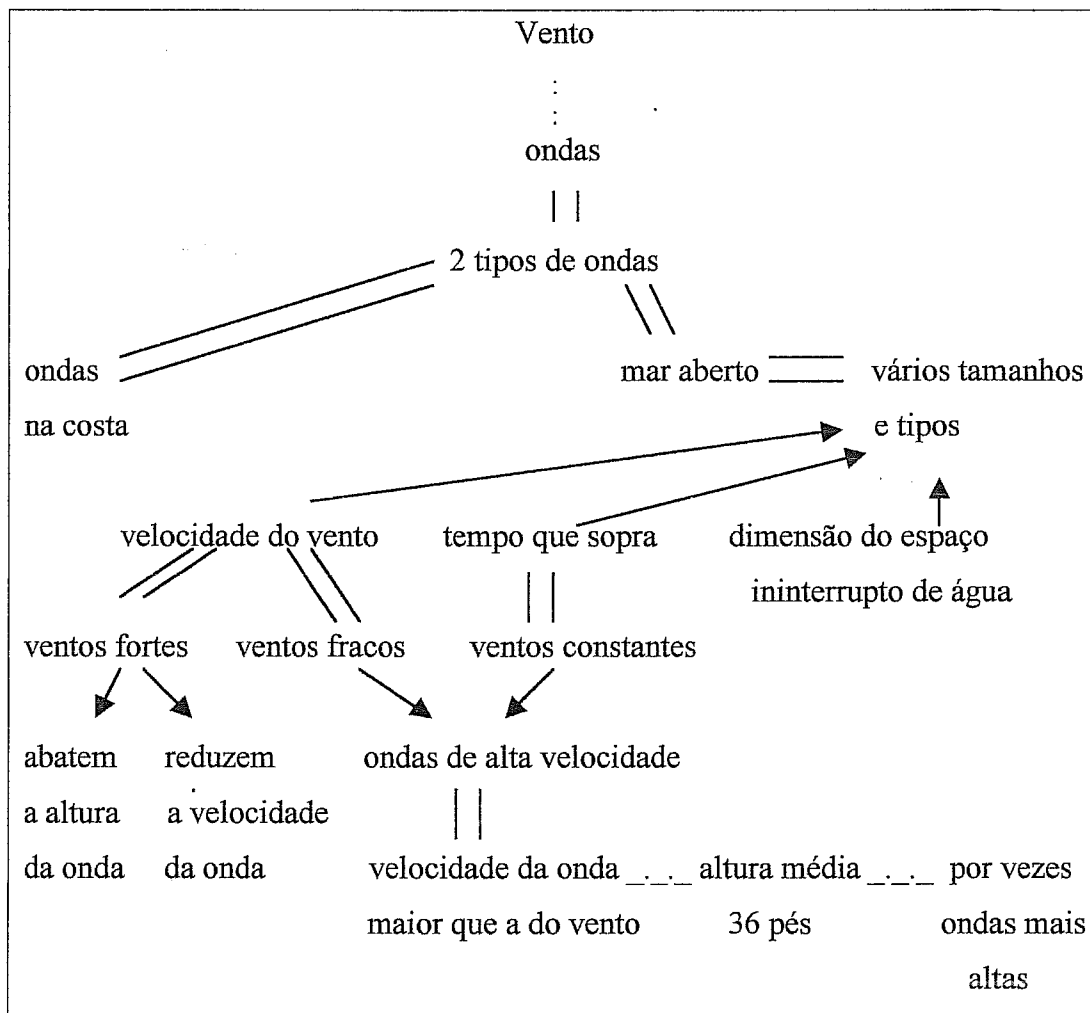 Vento
ondas
2 tipos de ondas
ondas
na costa
mar aberto
vários tamanhos
e tipos
velocidade do vento
tempo que sopra
dimensão do espaço
ininterrupto de água
ventos fortes
ventos fracos
ventos constantes
abatem
a altura
da onda
reduzem
a velocidade
da onda
ondas de alta velocidade
velocidade da onda
maior que a do vento
altura média
36 pés
por vezes
ondas mais
altas